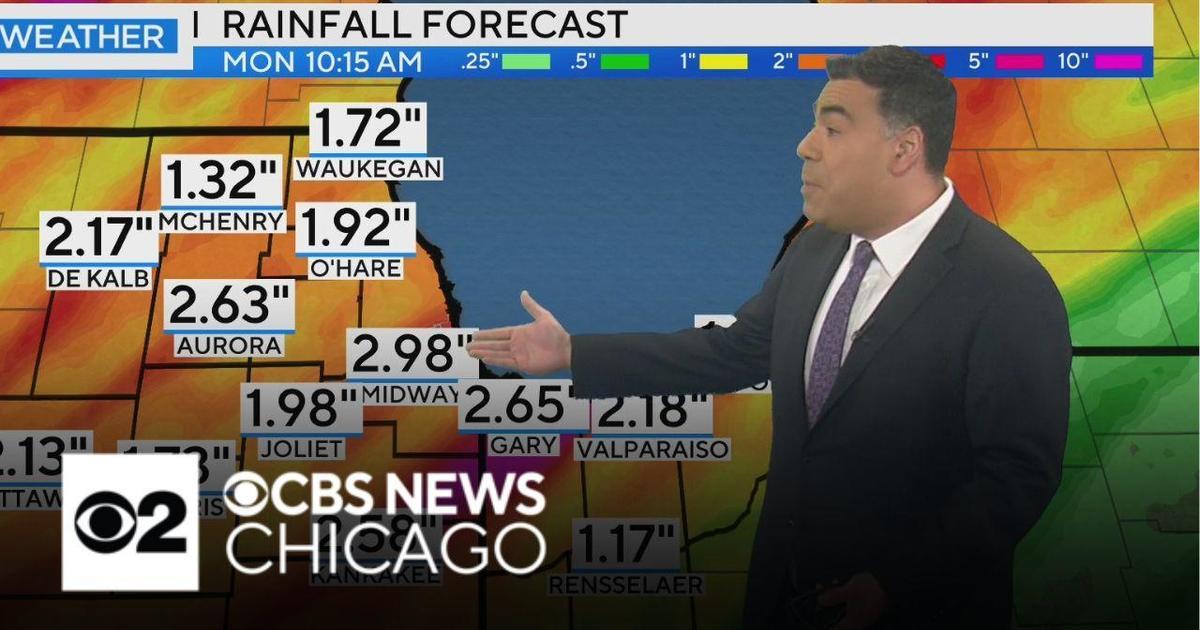 WEATHER
RAINFALL FORECAST
MON 10:15 AM
.25"
.5"
1"
2"
5"
10"
1.72"
WAUKEGAN
1.32"
MCHENRY
2.17"
DE KALB
1.92"
O'HARE
2.63"
AURORA
2.98"
MIDWAY
1.98"
JOLIET
2.65"
GARY
2.18"
VALPARAISO
2.58"
KANKAKEE
1.17"
RENSSELAER
2
CBS NEWS
CHICAGO